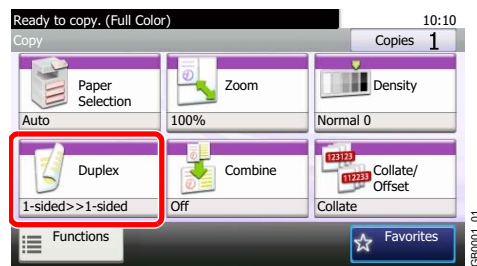 Ready to copy. (Full Color)
10:10
Copy
Copies 1
Paper
Selection
Auto
Zoom
100%
Density
Normal 0
Duplex
1-sided>>1-sided
Combine
Off
123123
112233
Collate/
Offset
Collate
Functions
Favorites
GB0001_01